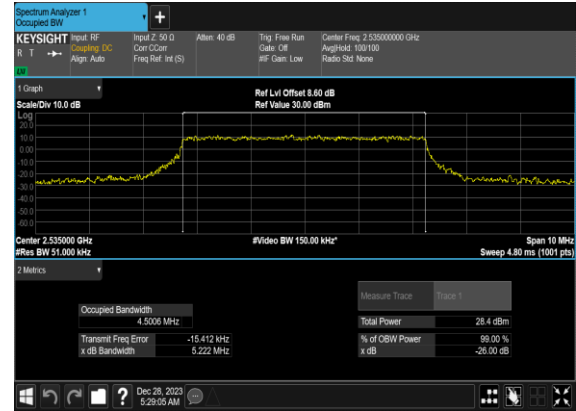 Spectrum Analyzer 1
Occupied BW
+
KEYSIGHT
R T
LU
Input: RF
Coupling: DC
Align: Auto
Input Z: 50 Ω
Corr CCorr
Freq Ref: Int (S)
Atten: 40 dB
Trig: Free Run
Gate: Off
#IF Gain: Low
Center Freq: 2.535000000 GHz
Avg|Hold: 100/100
Radio Std: None
1 Graph
Scale/Div 10.0 dB
Ref Lvl Offset 8.60 dB
Ref Value 30.00 dBm
Log
20.0
10.0
0.00
-10.0
-20.0
-30.0
-40.0
-50.0
-60.0
Center 2.535000 GHz
#Res BW 51.000 kHz
#Video BW 150.00 kHz*
Span 10 MHz
Sweep 4.80 ms (1001 pts)
2 Metrics
Measure Trace Trace 1
Occupied Bandwidth
4.5006 MHz
Total Power 28.4 dBm
Transmit Freq Error -15.412 kHz
% of OBW Power 99.00 %
x dB Bandwidth 5.222 MHz
x dB -26.00 dB
?
Dec 28, 2023
5:29:05 AM